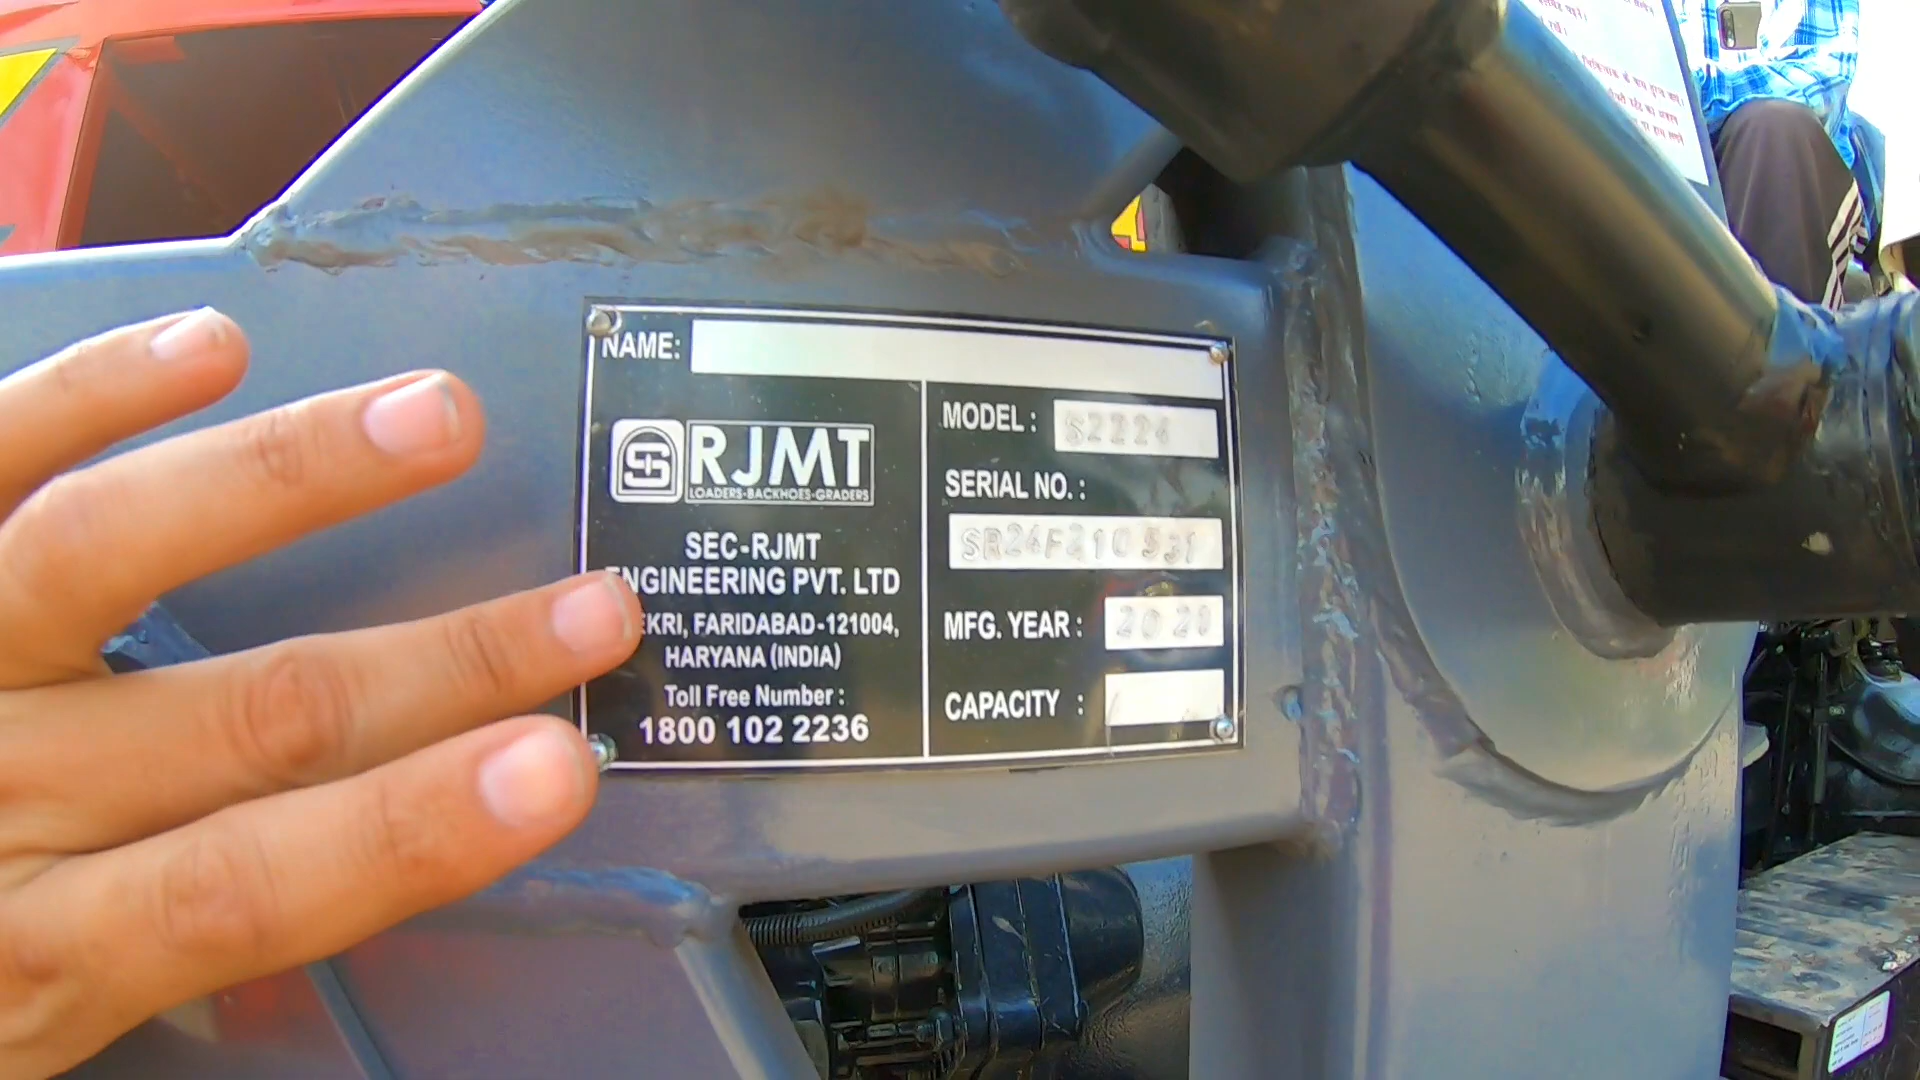 NAME:
RJMT
LOADERS-BACKHOES-GRADERS
SEC-RJMT
ENGINEERING PVT. LTD
FARIDABAD-121004,
HARYANA (INDIA)
Toll Free Number :
1800 102 2236
MODEL : S2224
SERIAL NO. :
SR24F210531
MFG. YEAR : 2020
CAPACITY :